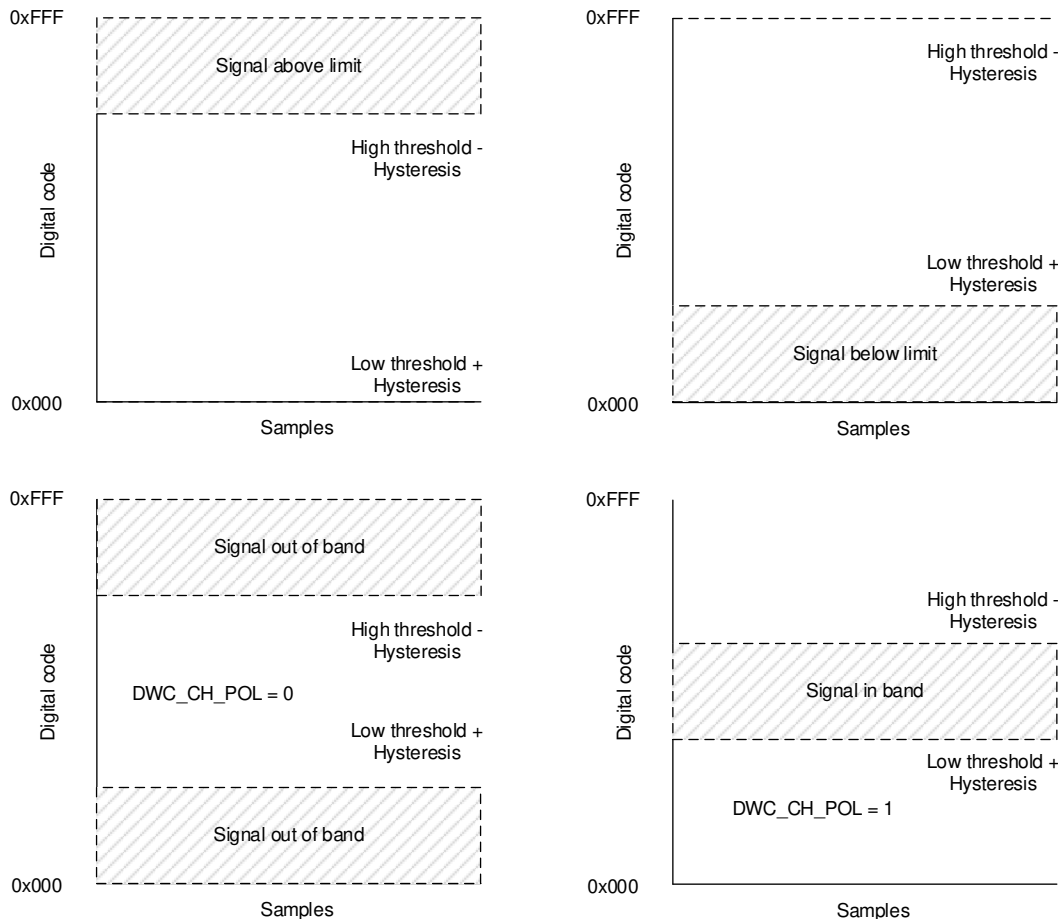 0xFFF
Signal above limit
High threshold -
Hysteresis
Digital code
Low threshold +
Hysteresis
0x000
Samples
High threshold -
Hysteresis
Digital code
Low threshold +
Hysteresis
Signal below limit
0x000
Samples
0xFFF
Signal out of band
High threshold -
Hysteresis
Digital code
DWC_CH_POL = 0
Low threshold +
Hysteresis
Signal out of band
0x000
Samples
0xFFF
High threshold -
Hysteresis
Digital code
Signal in band
Low threshold +
Hysteresis
DWC_CH_POL = 1
0x000
Samples
0xFFF